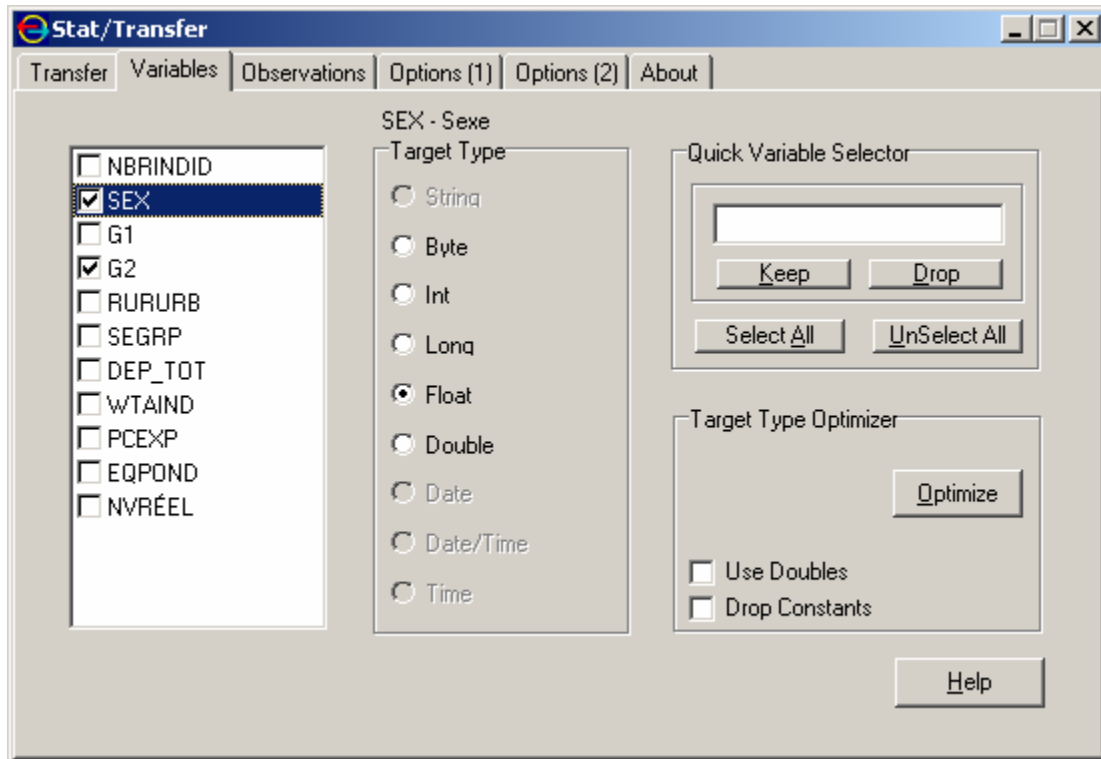 Stat/Transfer
Transfer Variables Observations Options (1) Options (2) About
SEX - Sexe
NBRINDID
SEX
G1
G2
RURURB
SEGRP
DEP_TOT
WTAIND
PCEXP
EQPOND
NVRÉEL
Target Type
String
Byte
Int
Long
Float
Double
Date
Date/Time
Time
Quick Variable Selector
Keep Drop
Select All UnSelect All
Target Type Optimizer
Optimize
Use Doubles
Drop Constants
Help